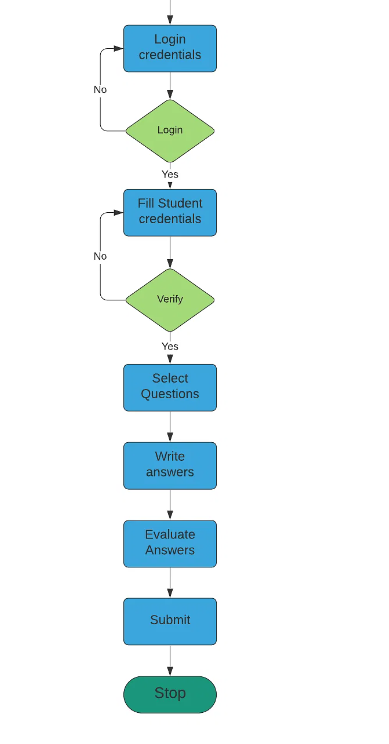 Login
credentials
No
Login
Yes
Fill Student
credentials
No
Verify
Yes
Select
Questions
Write
answers
Evaluate
Answers
Submit
Stop